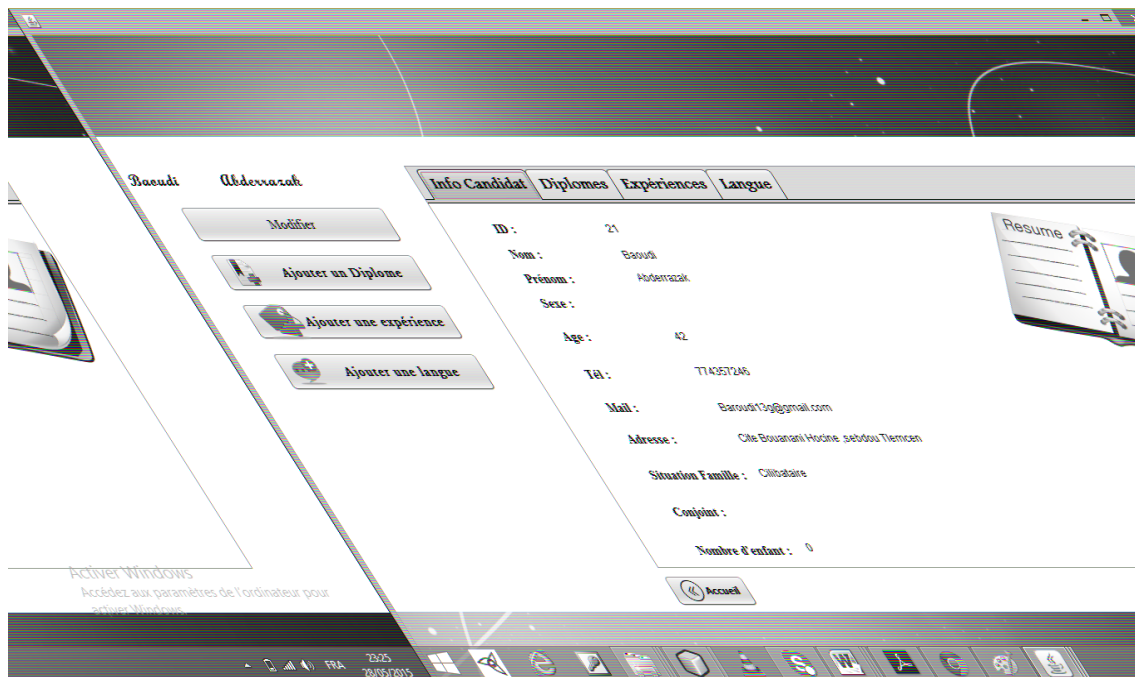 Baoudi Abderrazak
Modifier
Ajouter un Diplome
Ajouter une expérience
Ajouter une langue
Info Candidat Diplomes Expériences Langue
ID : 21
Nom : Baoudi
Prénom : Abderrazak
Sexe :
Age : 42
Tél : 774357246
Mail : Baroudi13g@gmail.com
Adresse : Cite Bouanani Hocine ,sebdou Tlemcen
Situation Famille : Cilibataire
Conjoint :
Nombre d'enfant : 0
Accueil
Resume
Activer Windows
Accédez aux paramètres de l'ordinateur pour
activer Windows.
FRA 23:25
20/05/2015